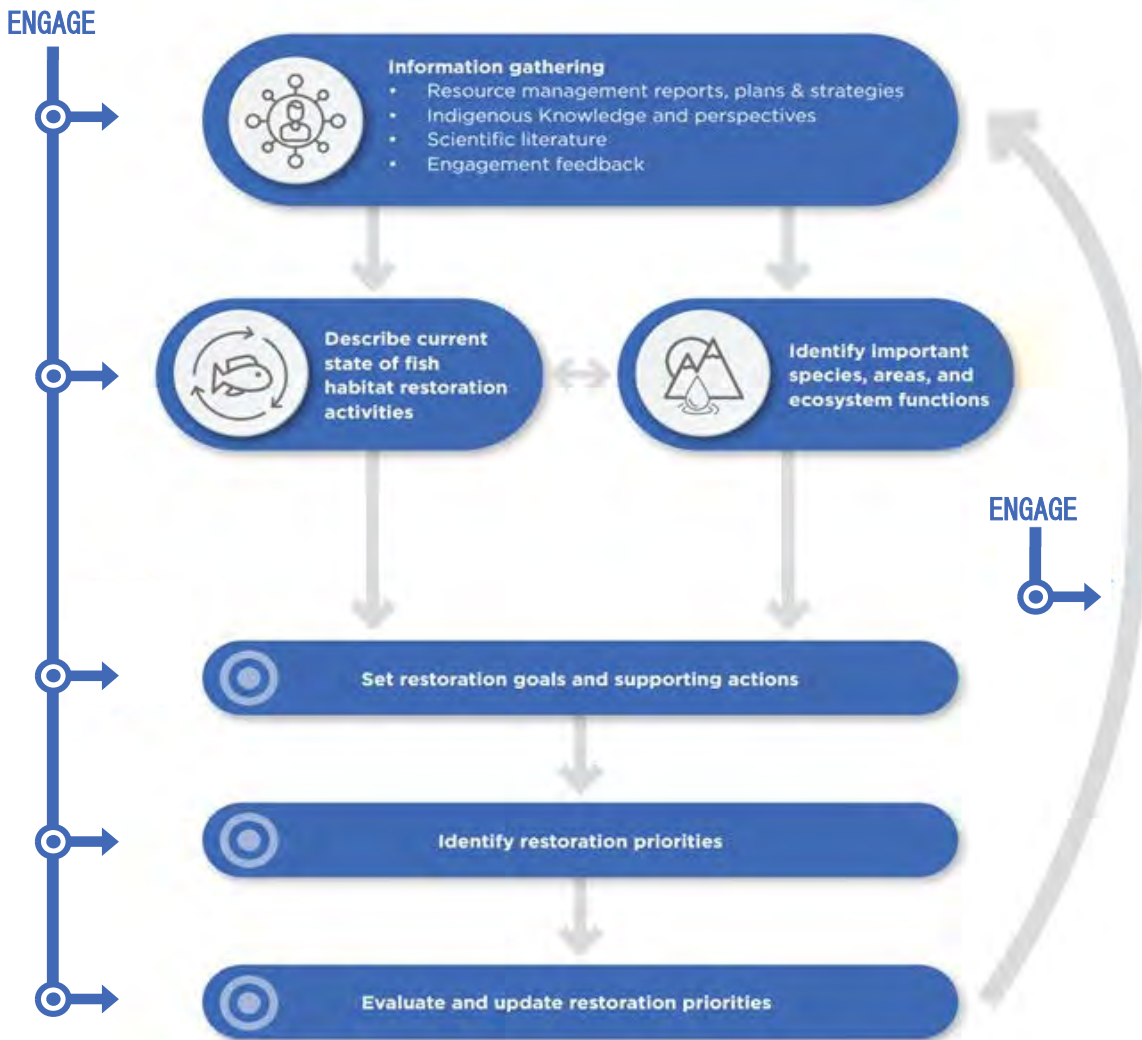 ENGAGE
Information gathering
• Resource management reports, plans & strategies
• Indigenous Knowledge and perspectives
• Scientific literature
• Engagement feedback
Describe current
state of fish
habitat restoration
activities
Identify important
species, areas, and
ecosystem functions
ENGAGE
Set restoration goals and supporting actions
Identify restoration priorities
Evaluate and update restoration priorities